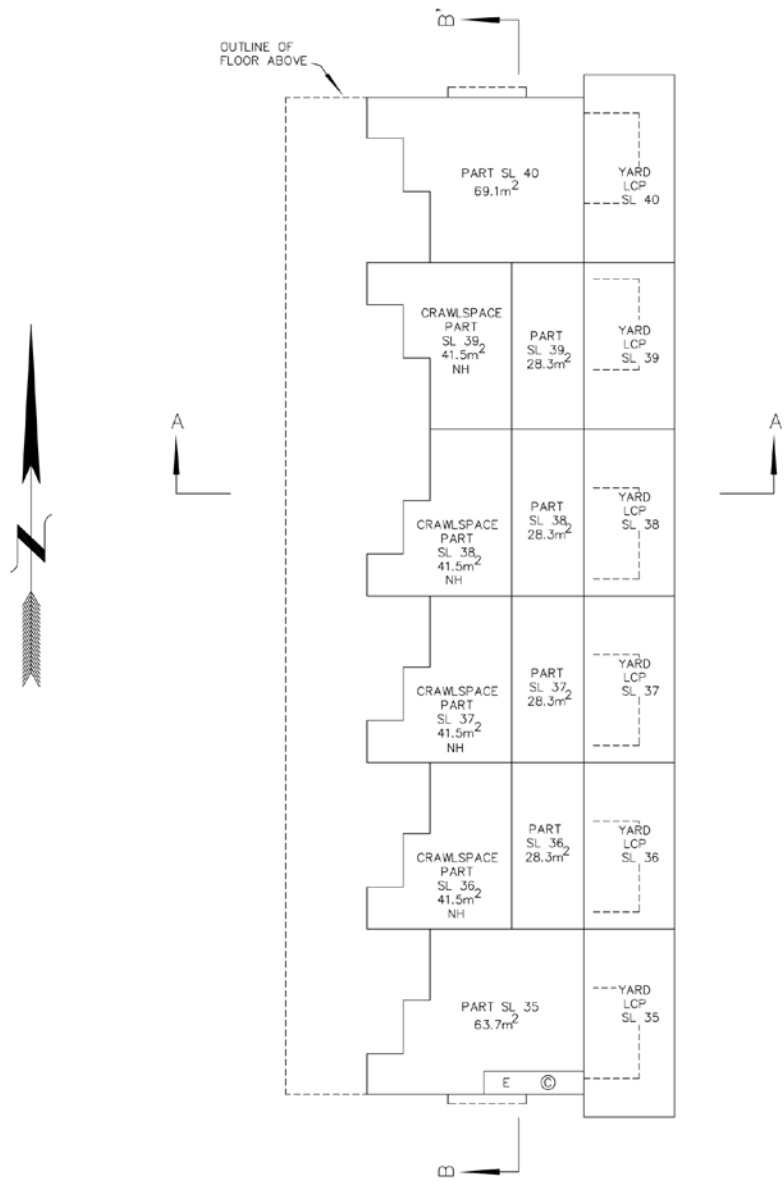 B'
OUTLINE OF
FLOOR ABOVE
PART SL 40
69.1m²
YARD
LCP
SL 40
CRAWLSPACE
PART
SL 39
41.5m²
NH
PART
SL 39
28.3m²
YARD
LCP
SL 39
A
A'
CRAWLSPACE
PART
SL 38
41.5m²
NH
PART
SL 38
28.3m²
YARD
LCP
SL 38
N
CRAWLSPACE
PART
SL 37
41.5m²
NH
PART
SL 37
28.3m²
YARD
LCP
SL 37
CRAWLSPACE
PART
SL 36
41.5m²
NH
PART
SL 36
28.3m²
YARD
LCP
SL 36
PART SL 35
63.7m²
YARD
LCP
SL 35
E ©
B